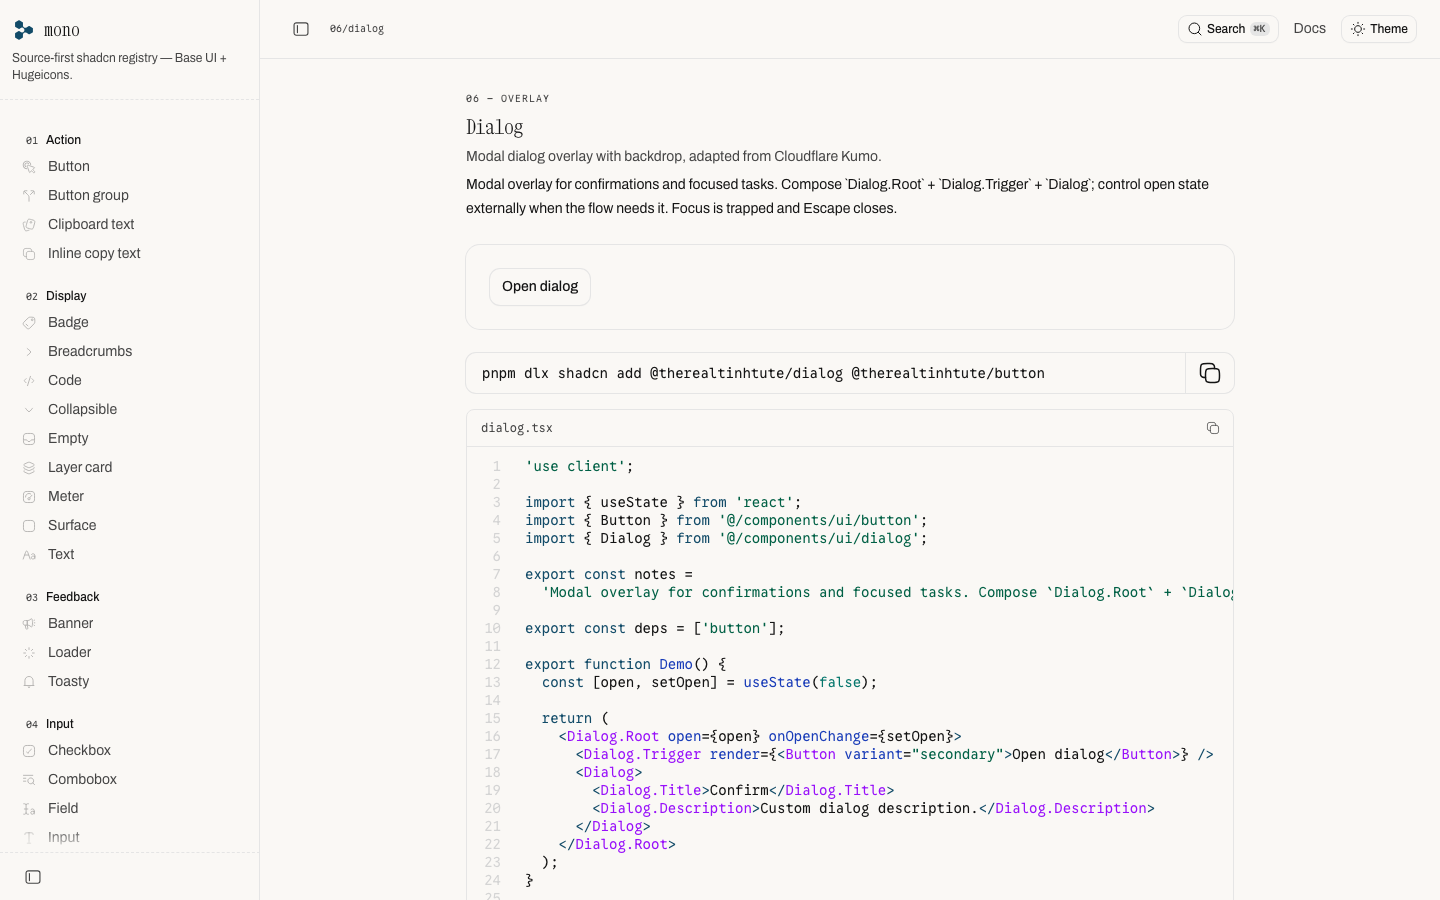 mono
Source-first shadcn registry — Base UI +
Hugeicons.
01 Action
Button
Button group
Clipboard text
Inline copy text
02 Display
Badge
Breadcrumbs
Code
Collapsible
Empty
Layer card
Meter
Surface
Text
03 Feedback
Banner
Loader
Toasty
04 Input
Checkbox
Combobox
Field
Input
06/dialog
Search ⌘K
Docs
Theme
06 — OVERLAY
Dialog
Modal dialog overlay with backdrop, adapted from Cloudflare Kumo.
Modal overlay for confirmations and focused tasks. Compose `Dialog.Root` + `Dialog.Trigger` + `Dialog`; control open state
externally when the flow needs it. Focus is trapped and Escape closes.
Open dialog
pnpm dlx shadcn add @therealtinhtute/dialog @therealtinhtute/button
dialog.tsx
1 'use client';
2
3 import { useState } from 'react';
4 import { Button } from '@/components/ui/button';
5 import { Dialog } from '@/components/ui/dialog';
6
7 export const notes =
8 'Modal overlay for confirmations and focused tasks. Compose `Dialog.Root` + `Dialog
9
10 export const deps = ['button'];
11
12 export function Demo() {
13 const [open, setOpen] = useState(false);
14
15 return (
16 <Dialog.Root open={open} onOpenChange={setOpen}>
17 <Dialog.Trigger render={<Button variant="secondary">Open dialog</Button>} />
18 <Dialog>
19 <Dialog.Title>Confirm</Dialog.Title>
20 <Dialog.Description>Custom dialog description.</Dialog.Description>
21 </Dialog>
22 </Dialog.Root>
23 );
24 }
25